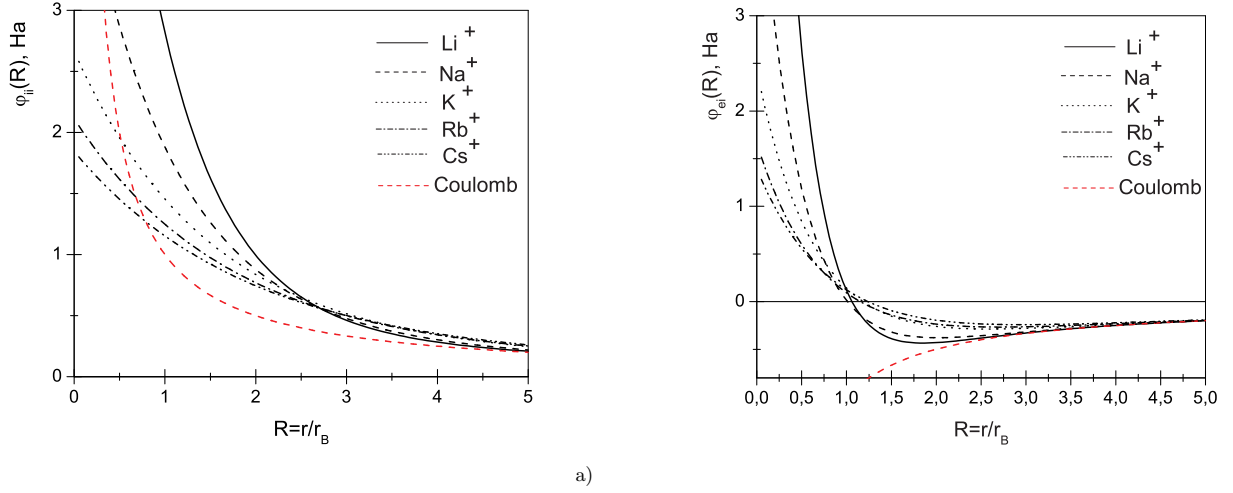 φii(R), Ha
3
2
1
0
Li+
Na+
K+
Rb+
Cs+
Coulomb
0 1 2 3 4 5
R=r/rB
φei(R), Ha
3
2
1
0
Li+
Na+
K+
Rb+
Cs+
Coulomb
0,0 0,5 1,0 1,5 2,0 2,5 3,0 3,5 4,0 4,5 5,0
R=r/rB
a)